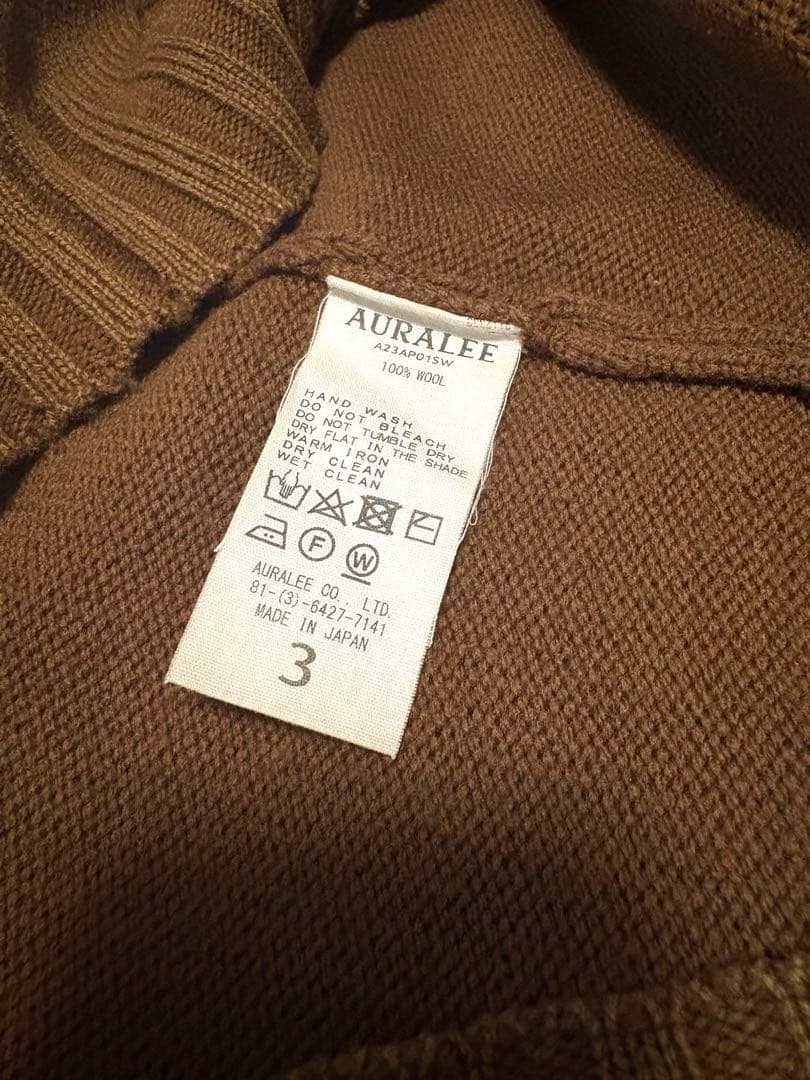 AURALEE
A23AP01SW
100% WOOL
HAND WASH
DO NOT BLEACH
DO NOT TUMBLE DRY
DRY FLAT IN THE SHADE
WARM IRON
DRY CLEAN
WET CLEAN
F W
AURALEE CO., LTD.
81-(3)-6427-7141
MADE IN JAPAN
3